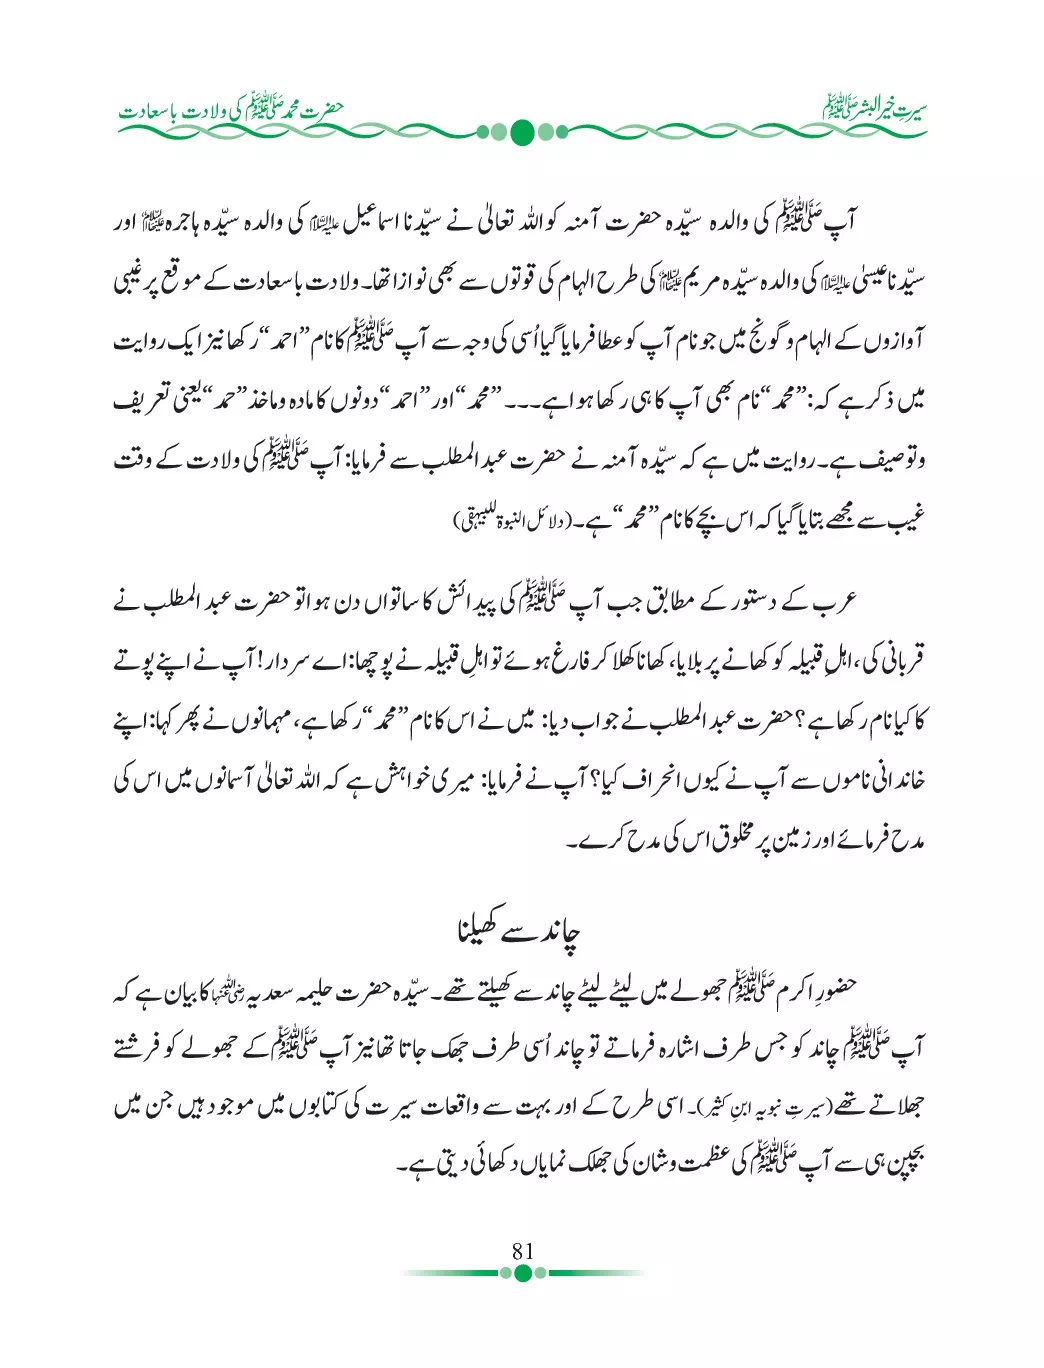 سیرتِ خیر البشر ﷺ
حضرت محمد ﷺ کی ولادت باسعادت
آپ ﷺ کی والدہ سیّدہ حضرت آمنہ کو اللہ تعالیٰ نے سیّدنا اسماعیل علیہ السلام کی والدہ سیّدہ ہاجرہ علیہا السلام اور
سیّدنا عیسیٰ علیہ السلام کی والدہ سیّدہ مریم علیہا السلام کی طرح الہام کی قوتوں سے بھی نوازا تھا۔ ولادت باسعادت کے موقع پر غیبی
آوازوں کے الہام و گونج میں جو نام آپ کو عطا فرمایا گیا اُسی کی وجہ سے آپ ﷺ کا نام ”احمد“ رکھا نیز ایک روایت
میں ذکر ہے کہ: ”محمد“ نام بھی آپ کا ہی رکھا ہوا ہے۔۔۔ ”محمد“ اور ”احمد“ دونوں کا مادہ و ماخذ ”حمد“ یعنی تعریف
و توصیف ہے۔ روایت میں ہے کہ سیّدہ آمنہ نے حضرت عبد المطلب سے فرمایا: آپ ﷺ کی ولادت کے وقت
غیب سے مجھے بتایا گیا کہ اس بچے کا نام ”محمد“ ہے۔ (دلائل النبوۃ للبیہقی)
عرب کے دستور کے مطابق جب آپ ﷺ کی پیدائش کا ساتواں دن ہوا تو حضرت عبد المطلب نے
قربانی کی، اہلِ قبیلہ کو کھانے پر بلایا، کھانا کھلا کر فارغ ہوئے تو اہلِ قبیلہ نے پوچھا: اے سردار! آپ نے اپنے پوتے
کا کیا نام رکھا ہے؟ حضرت عبد المطلب نے جواب دیا: میں نے اس کا نام ”محمد“ رکھا ہے، مہمانوں نے پھر کہا: اپنے
خاندانی ناموں سے آپ نے کیوں انحراف کیا؟ آپ نے فرمایا: میری خواہش ہے کہ اللہ تعالیٰ آسمانوں میں اس کی
مدح فرمائے اور زمین پر مخلوق اس کی مدح کرے۔
چاند سے کھیلنا
حضورِ اکرم ﷺ جھولے میں لیٹے لیٹے چاند سے کھیلتے تھے۔ سیّدہ حضرت حلیمہ سعدیہ رضی اللہ عنہا کا بیان ہے کہ
آپ ﷺ چاند کو جس طرف اشارہ فرماتے تو چاند اُسی طرف جھک جاتا تھا نیز آپ ﷺ کے جھولے کو فرشتے
جھلاتے تھے (سیرتِ نبویہ ابنِ کثیر)۔ اسی طرح کے اور بہت سے واقعات سیرت کی کتابوں میں موجود ہیں جن میں
بچپن ہی سے آپ ﷺ کی عظمت و شان کی جھلک نمایاں دکھائی دیتی ہے۔
81